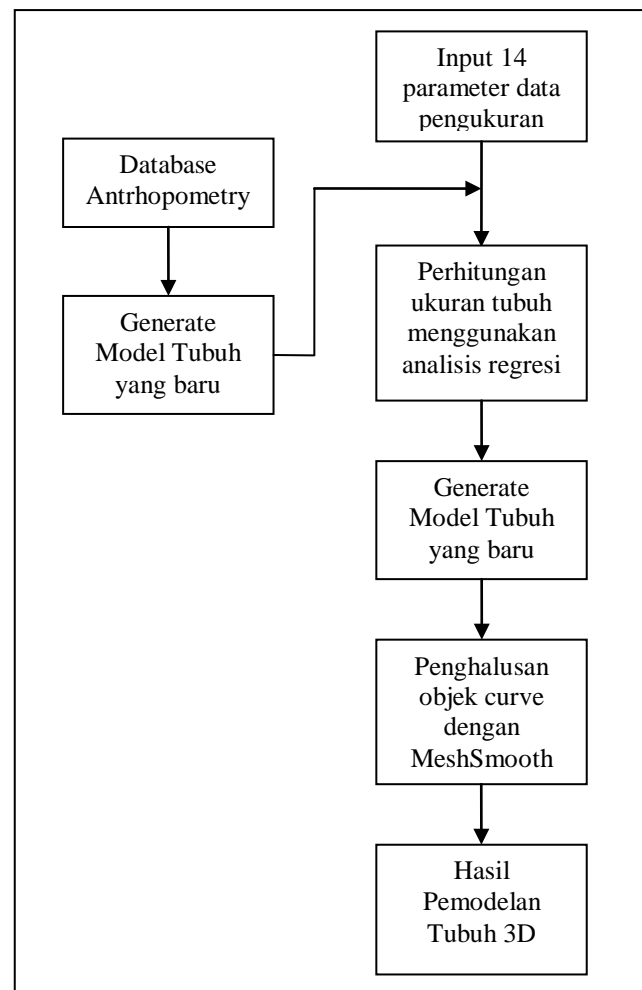 Input 14
parameter data
pengukuran
Database
Antrhopometry
Generate
Model Tubuh
yang baru
Perhitungan
ukuran tubuh
menggunakan
analisis regresi
Generate
Model Tubuh
yang baru
Penghalusan
objek curve
dengan
MeshSmooth
Hasil
Pemodelan
Tubuh 3D